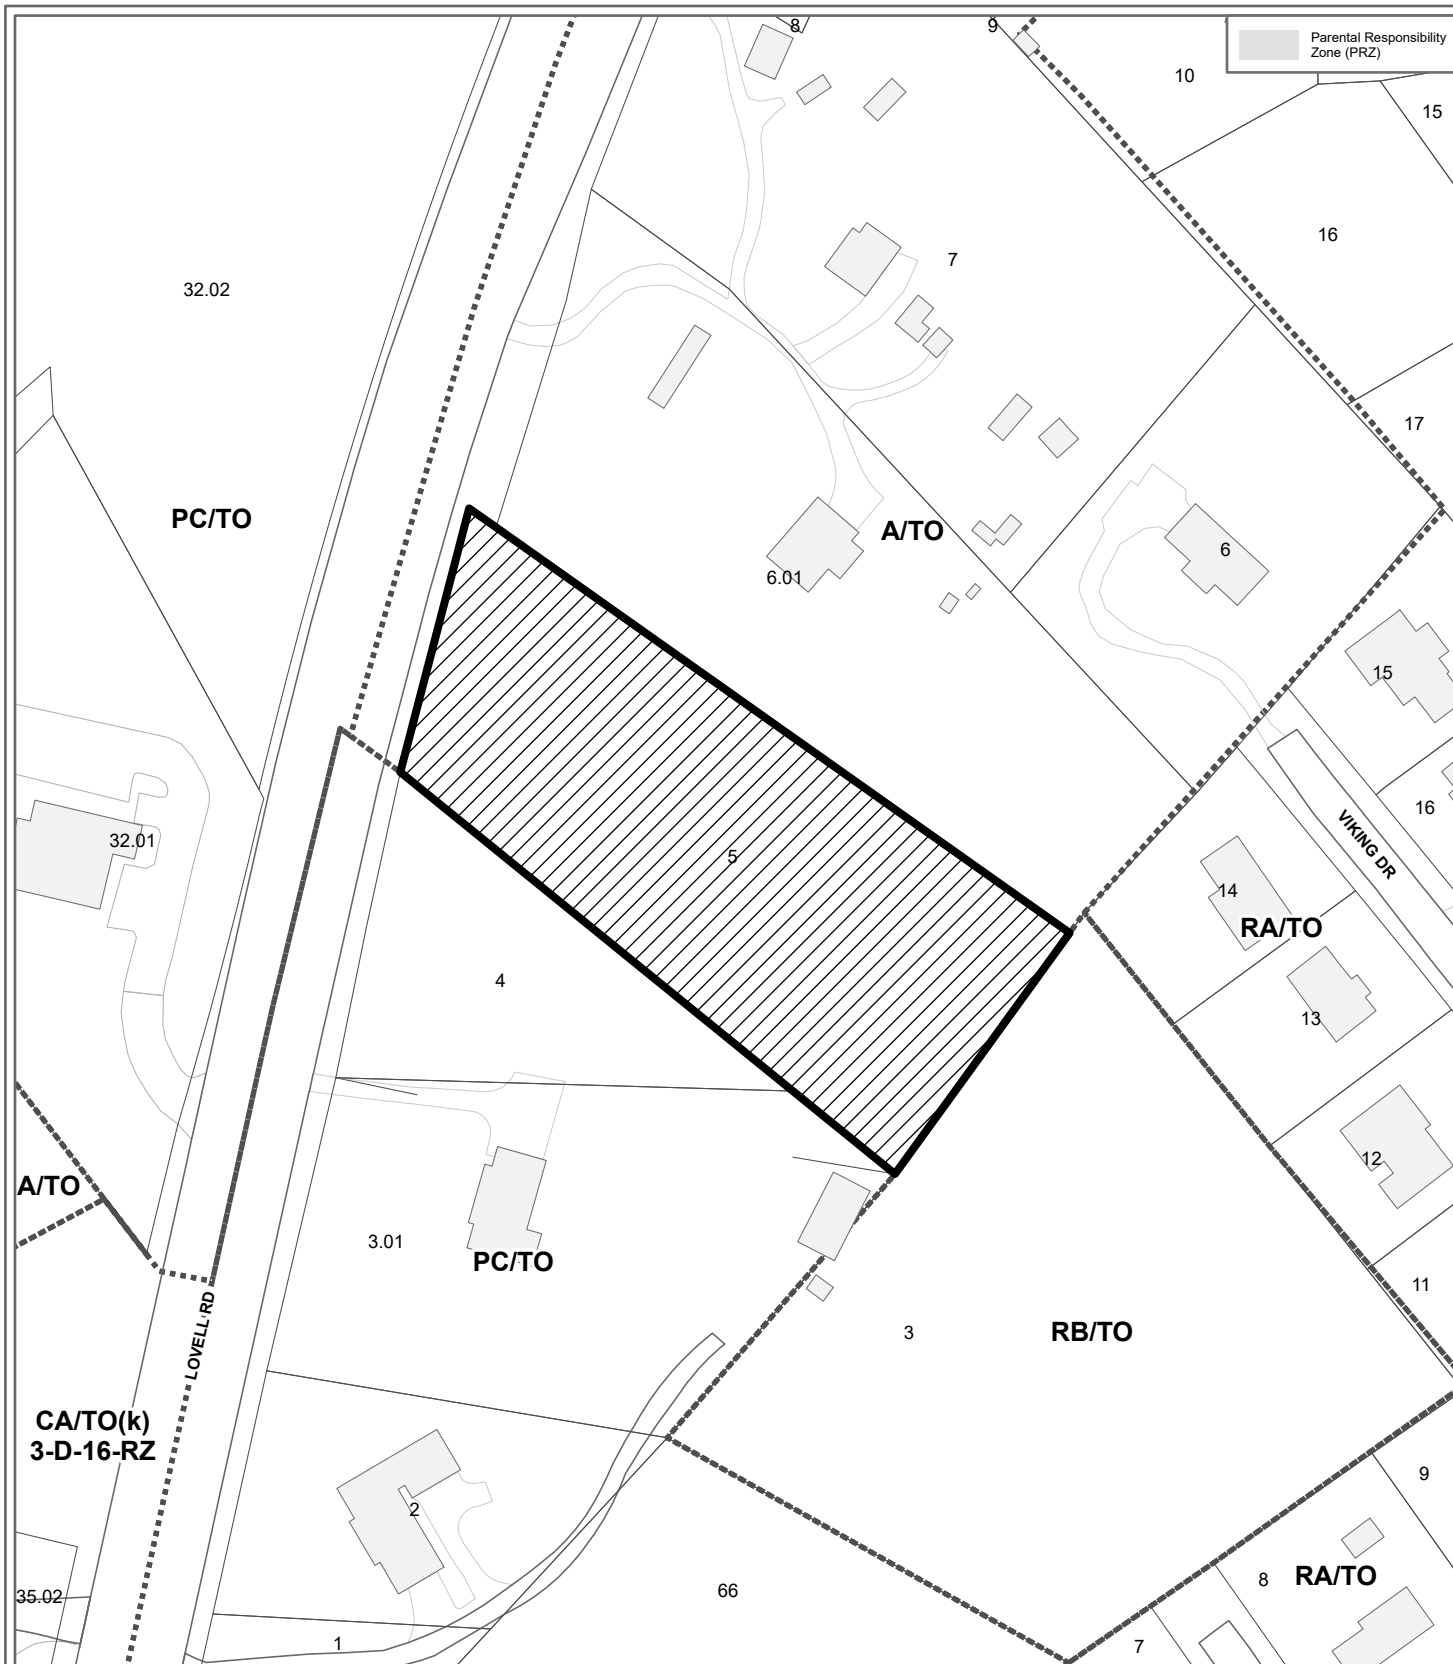 8
9
Parental Responsibility
Zone (PRZ)
10
15
16
7
32.02
17
PC/TO
A/TO
6
6.01
15
16
VIKING DR
32.01
5
14
RA/TO
4
13
12
A/TO
3.01
PC/TO
11
3
RB/TO
LOVELL RD
CA/TO(k)
3-D-16-RZ
9
2
8
RA/TO
66
35.02
1
7